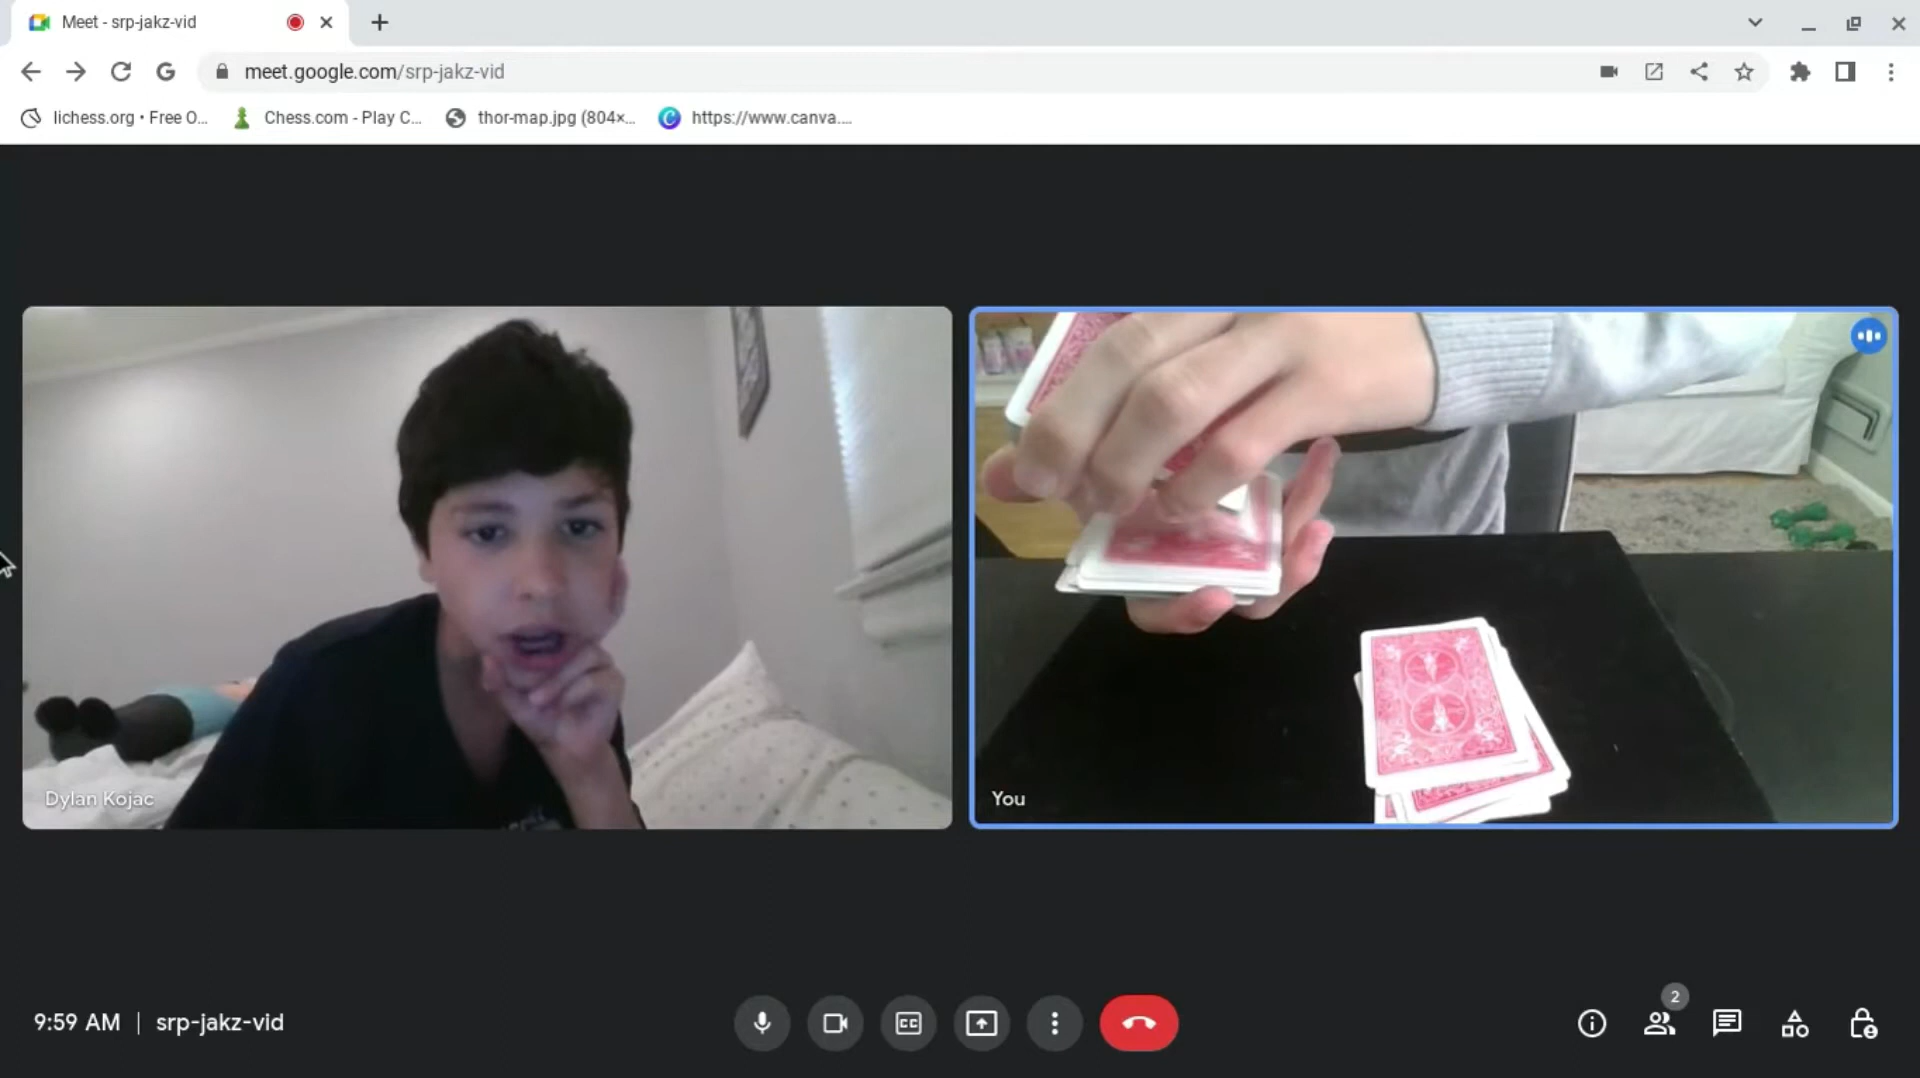 Meet - srp-jakz-vid
meet.google.com/srp-jakz-vid
lichess.org • Free O...
Chess.com - Play C...
thor-map.jpg (804×...
https://www.canva....
Dylan Kojac
You
9:59 AM | srp-jakz-vid
CC
2